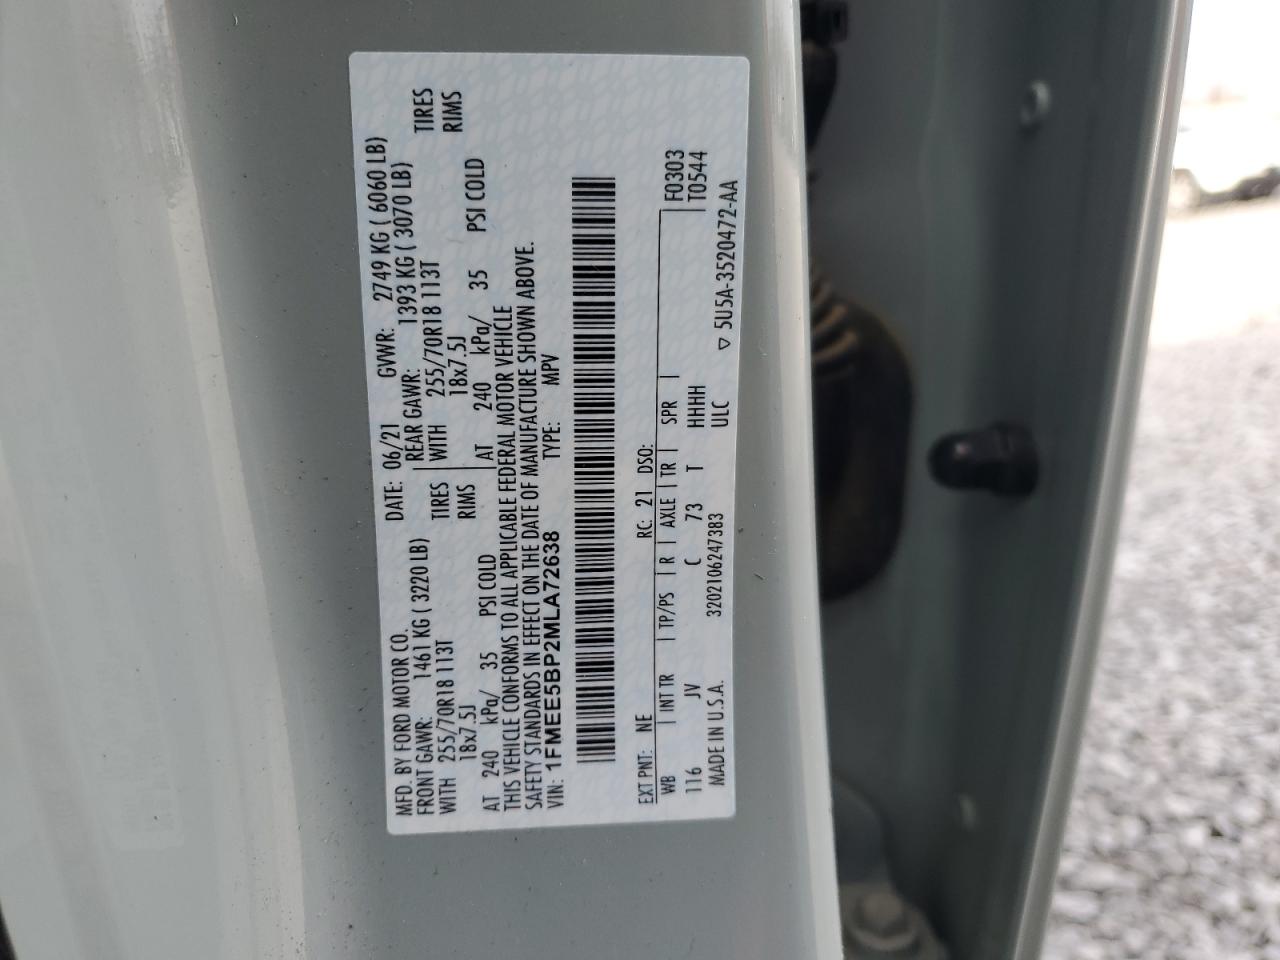 MFD. BY FORD MOTOR CO. DATE: 06/21 GVWR: 2749 KG ( 6060 LB)
FRONT GAWR: 1461 KG ( 3220 LB) REAR GAWR: 1393 KG ( 3070 LB)
WITH 255/70R18 113T TIRES WITH 255/70R18 113T TIRES
18x7.5J RIMS 18x7.5J RIMS
AT 240 kPa/ 35 PSI COLD AT 240 kPa/ 35 PSI COLD
THIS VEHICLE CONFORMS TO ALL APPLICABLE FEDERAL MOTOR VEHICLE
SAFETY STANDARDS IN EFFECT ON THE DATE OF MANUFACTURE SHOWN ABOVE.
VIN: 1FMEE5BP2MLA72638 TYPE: MPV
EXT PNT: NE RC: 21 DSO: F0303
WB INT TR TP/PS R AXLE TR SPR T0544
116 JV C 73 T HHHH
MADE IN U.S.A. 3202106247383 ULC ▽ 5U5A-3520472-AA